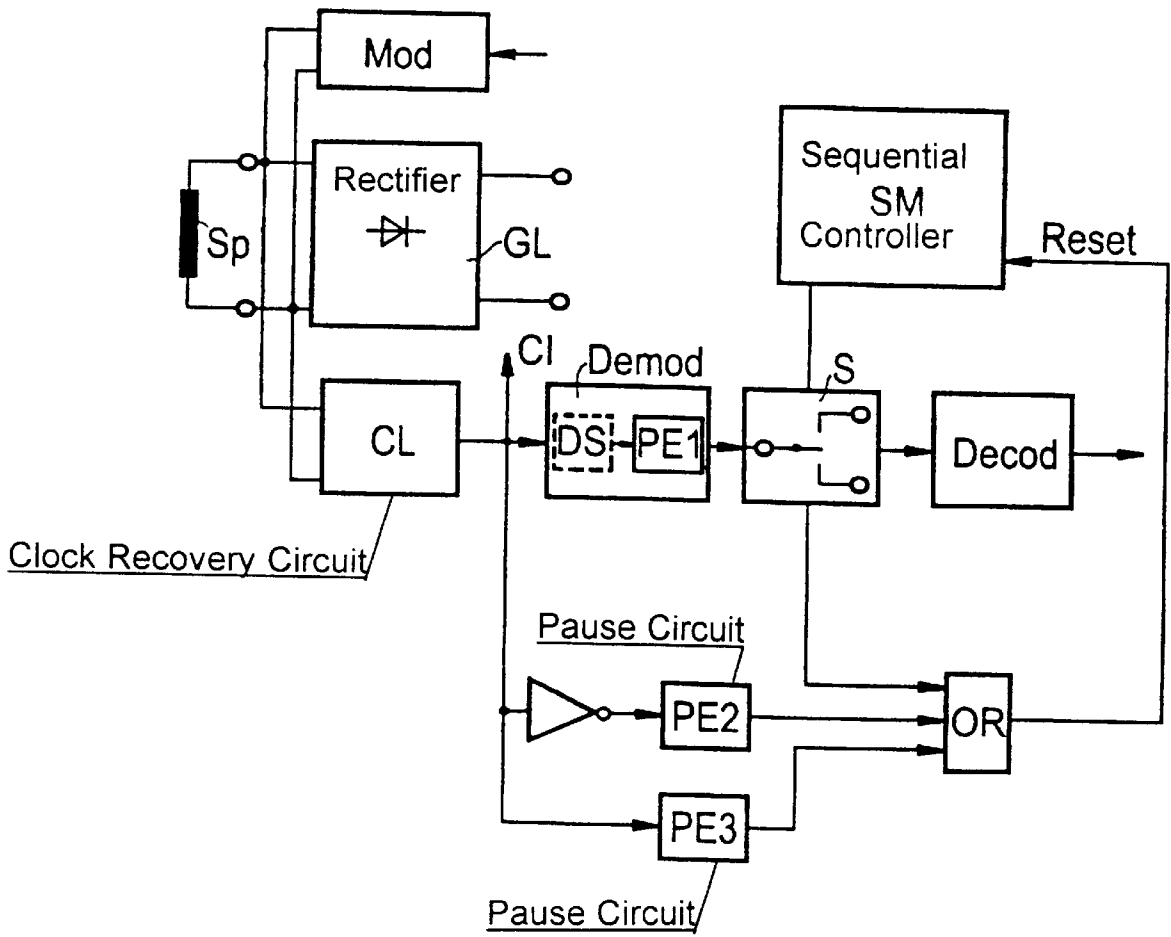 Mod
Rectifier
Sp
GL
Sequential
SM
Controller
Reset
Cl
Demod
S
CL
DS
PE1
Decod
Clock Recovery Circuit
Pause Circuit
PE2
OR
PE3
Pause Circuit